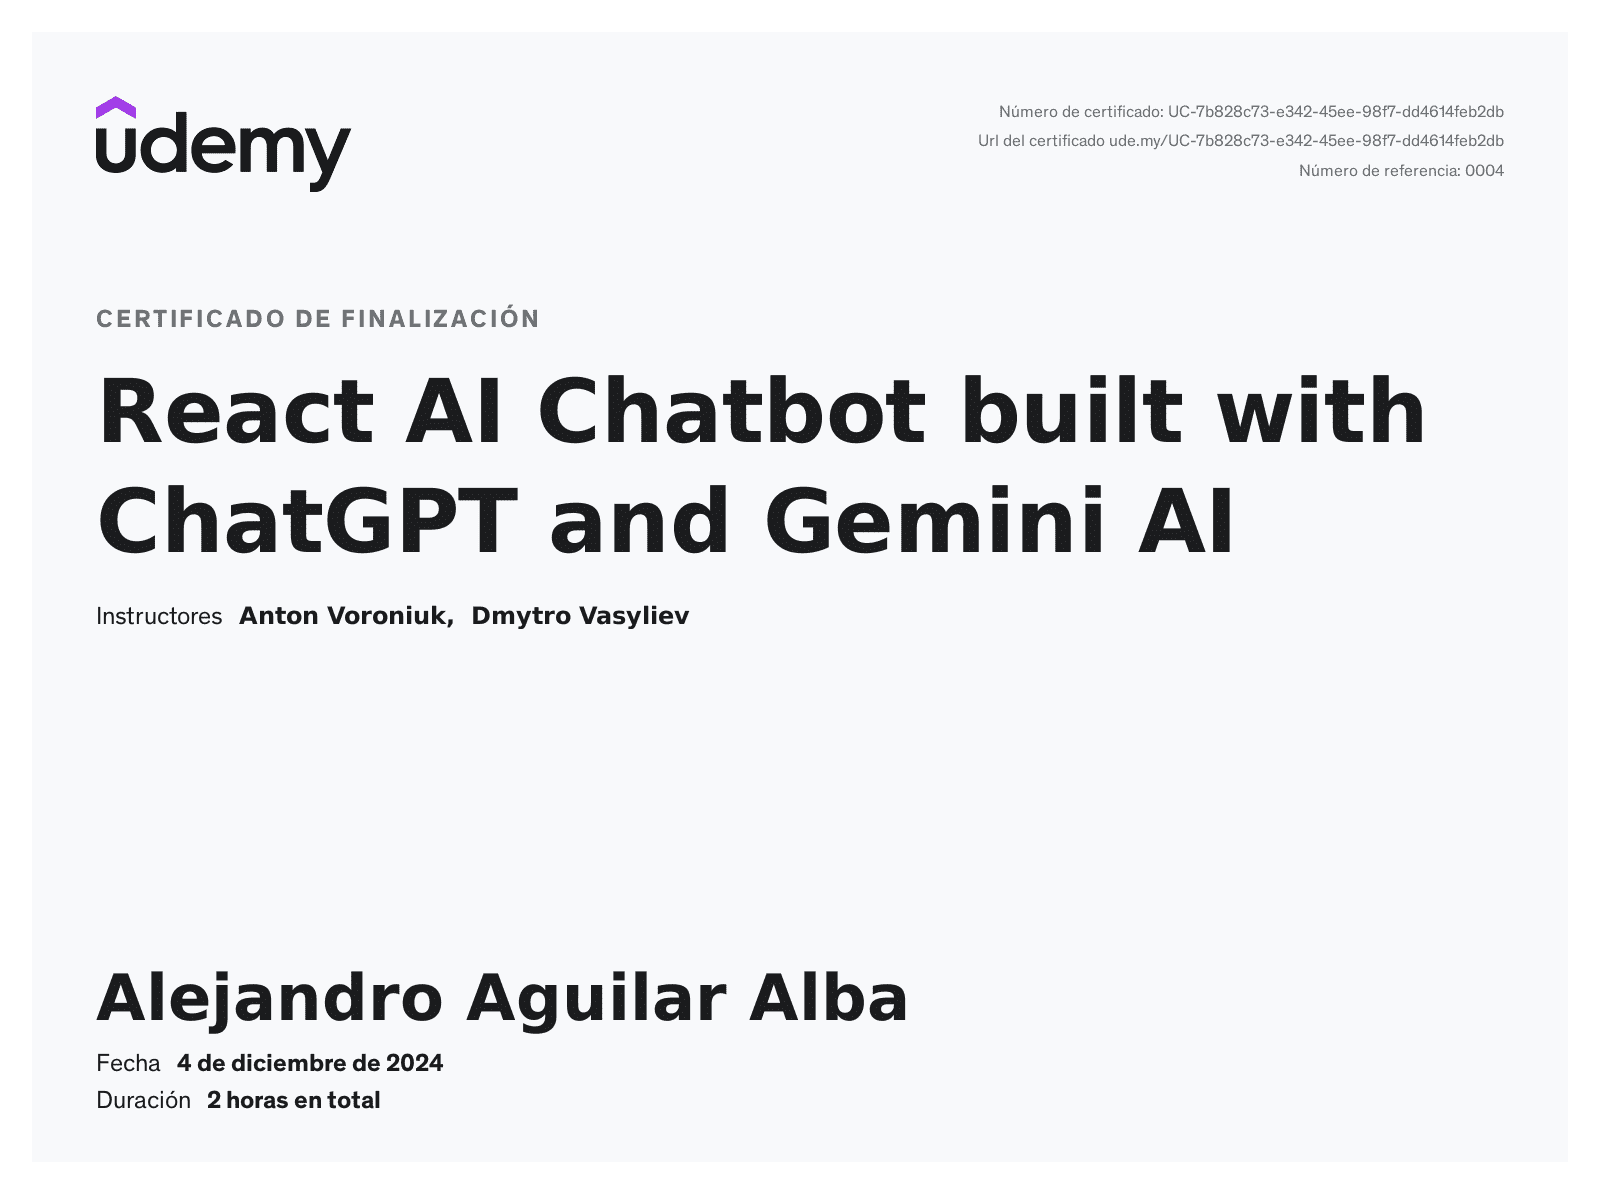 udemy
Número de certificado: UC-7b828c73-e342-45ee-98f7-dd4614feb2db
Url del certificado ude.my/UC-7b828c73-e342-45ee-98f7-dd4614feb2db
Número de referencia: 0004
CERTIFICADO DE FINALIZACIÓN
React AI Chatbot built with
ChatGPT and Gemini AI
Instructores Anton Voroniuk, Dmytro Vasyliev
Alejandro Aguilar Alba
Fecha 4 de diciembre de 2024
Duración 2 horas en total